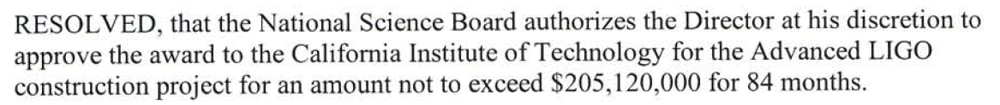 RESOLVED, that the National Science Board authorizes the Director at his discretion to
approve the award to the California Institute of Technology for the Advanced LIGO
construction project for an amount not to exceed $205,120,000 for 84 months.